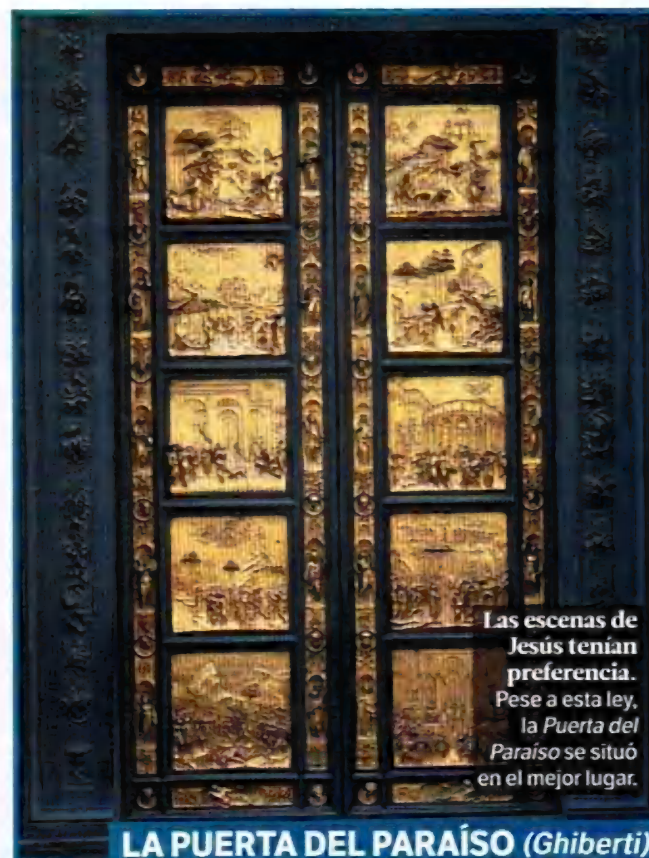 Las escenas de
Jesús tenían
preferencia.
Pese a esta ley,
la Puerta del
Paraíso se situó
en el mejor lugar.
LA PUERTA DEL PARAÍSO (Ghiberti)